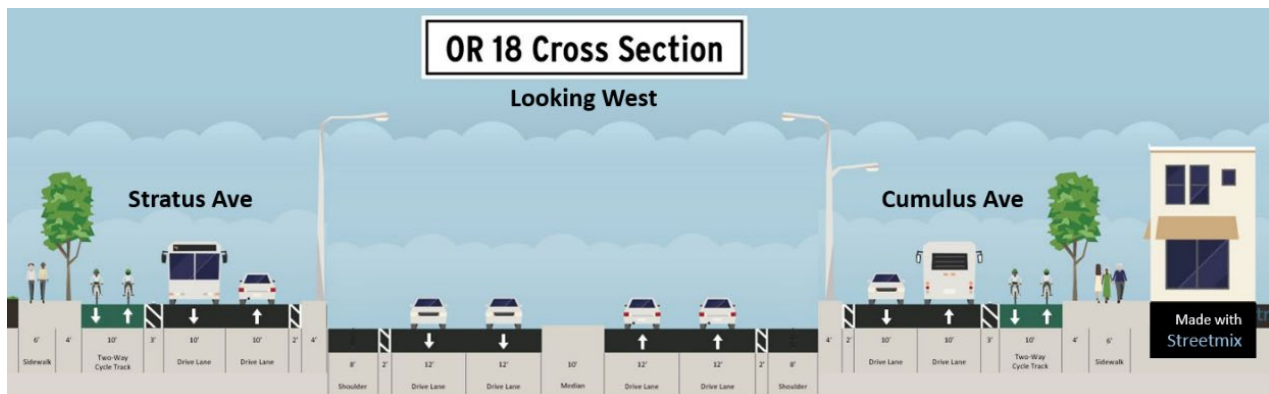 OR 18 Cross Section
Looking West
Stratus Ave
Cumulus Ave
Made with
Streetmix
6' 4' 10' 3' 10' 10' 2' 4' 8' 2' 12' 12' 10' 12' 12' 2' 8' 4' 2' 10' 10' 3' 10' 4' 6'
Sidewalk Two-Way Drive Lane Drive Lane Drive Lane Drive Lane Two-Way Sidewalk
Cycle Track Cycle Track
Shoulder Drive Lane Drive Lane Median Drive Lane Drive Lane Shoulder